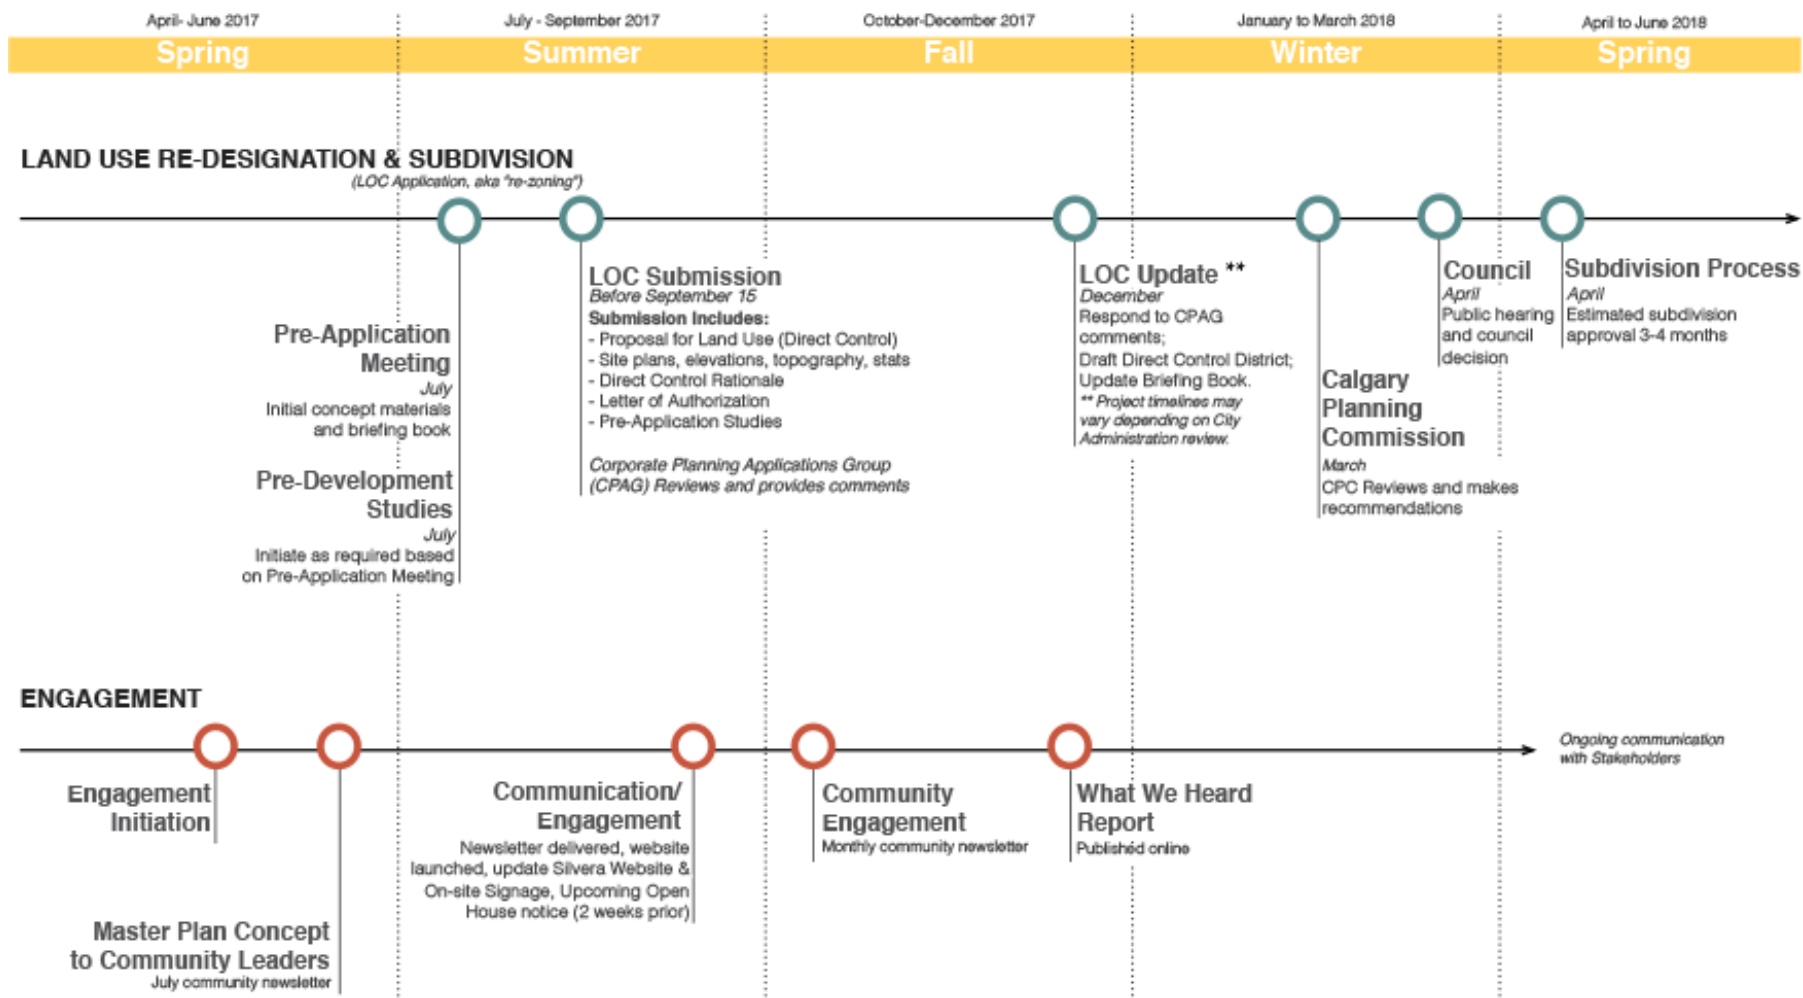 April- June 2017
July - September 2017
October-December 2017
January to March 2018
April to June 2018
Spring
Summer
Fall
Winter
Spring
LAND USE RE-DESIGNATION & SUBDIVISION
(LOC Application, aka "re-zoning")
Pre-Application
Meeting
July
Initial concept materials
and briefing book
Pre-Development
Studies
July
Initiate as required based
on Pre-Application Meeting
LOC Submission
Before September 15
Submission Includes:
- Proposal for Land Use (Direct Control)
- Site plans, elevations, topography, stats
- Direct Control Rationale
- Letter of Authorization
- Pre-Application Studies
Corporate Planning Applications Group
(CPAG) Reviews and provides comments
LOC Update **
December
Respond to CPAG
comments;
Draft Direct Control District;
Update Briefing Book.
** Project timelines may
vary depending on City
Administration review.
Calgary
Planning
Commission
March
CPC Reviews and makes
recommendations
Council
April
Public hearing
and council
decision
Subdivision Process
April
Estimated subdivision
approval 3-4 months
ENGAGEMENT
Engagement
Initiation
Master Plan Concept
to Community Leaders
July community newsletter
Communication/
Engagement
Newsletter delivered, website
launched, update Silvera Website &
On-site Signage, Upcoming Open
House notice (2 weeks prior)
Community
Engagement
Monthly community newsletter
What We Heard
Report
Published online
Ongoing communication
with Stakeholders